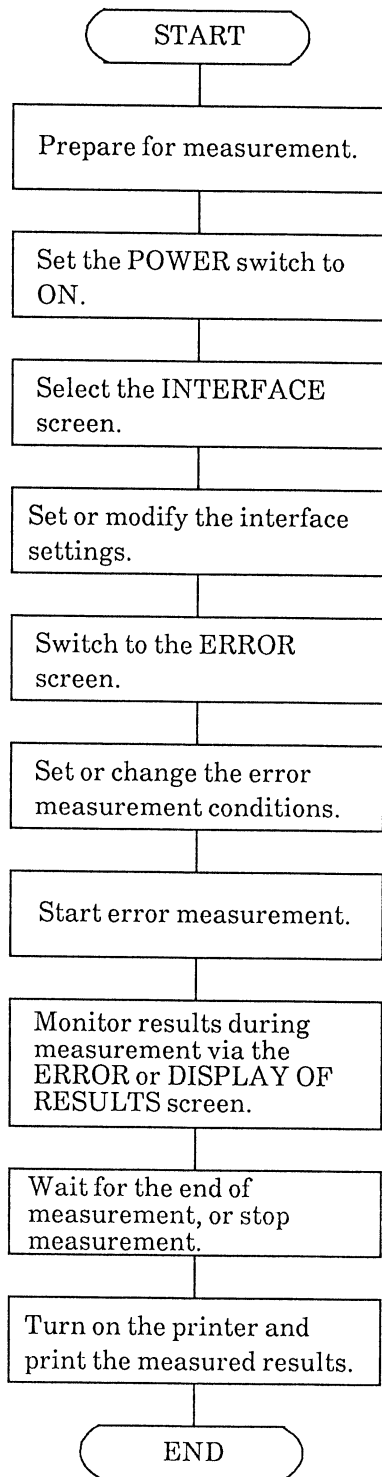 START
Prepare for measurement.
Set the POWER switch to
ON.
Select the INTERFACE
screen.
Set or modify the interface
settings.
Switch to the ERROR
screen.
Set or change the error
measurement conditions.
Start error measurement.
Monitor results during
measurement via the
ERROR or DISPLAY OF
RESULTS screen.
Wait for the end of
measurement, or stop
measurement.
Turn on the printer and
print the measured results.
END